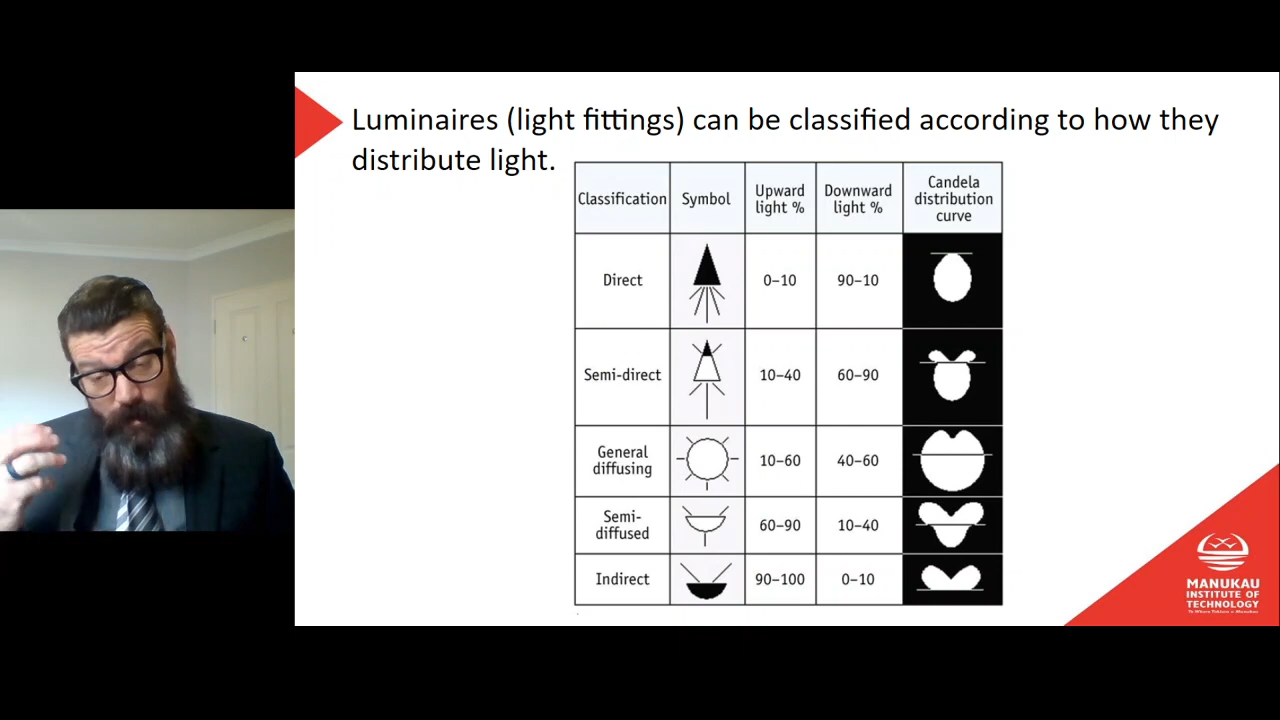 Luminaires (light fittings) can be classified according to how they
distribute light.
Classification Symbol Upward light % Downward light % Candela distribution curve
Direct 0–10 90–10
Semi-direct 10–40 60–90
General diffusing 10–60 40–60
Semi-diffused 60–90 10–40
Indirect 90–100 0–10
MANUKAU
INSTITUTE OF
TECHNOLOGY